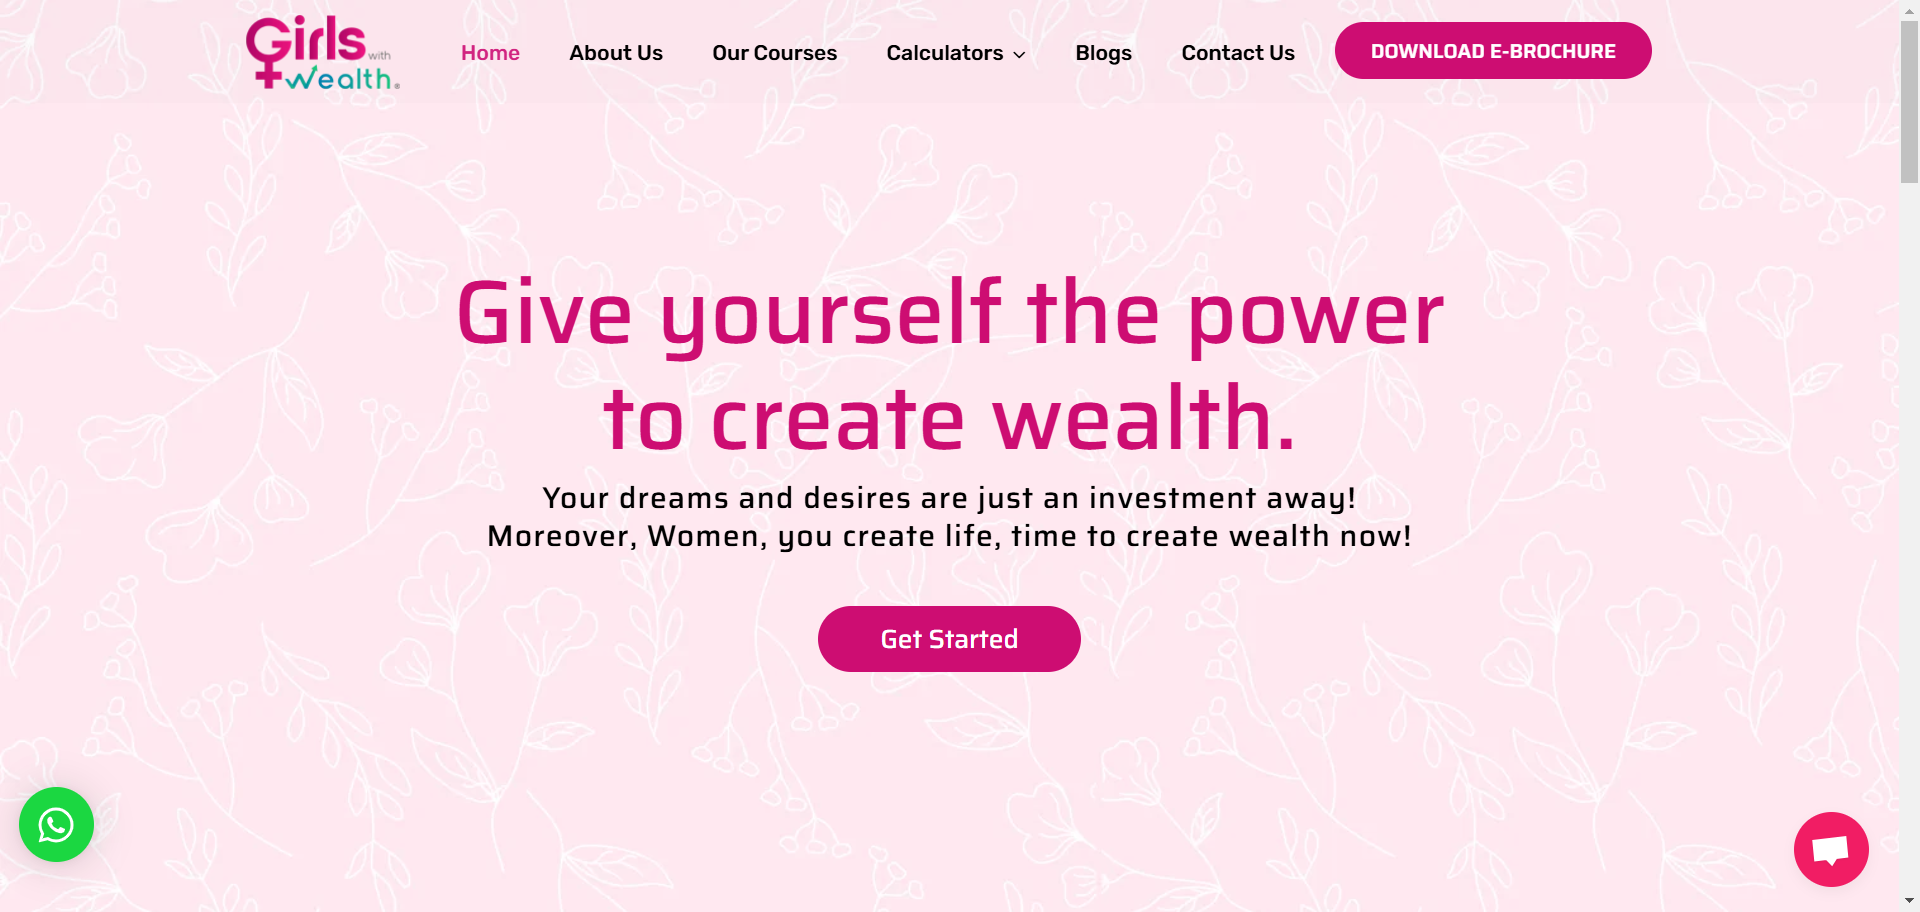 Girls with
Wealth®
Home
About Us
Our Courses
Calculators
Blogs
Contact Us
DOWNLOAD E-BROCHURE
Give yourself the power
to create wealth.
Your dreams and desires are just an investment away!
Moreover, Women, you create life, time to create wealth now!
Get Started